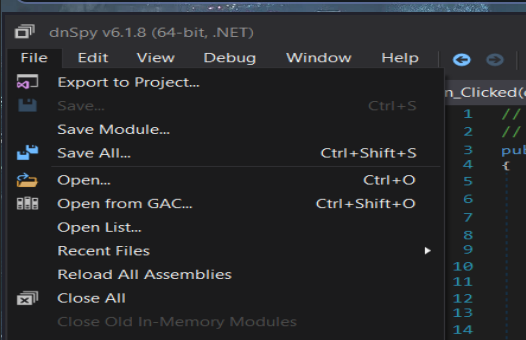 dnSpy v6.1.8 (64-bit, .NET)
File Edit View Debug Window Help
Export to Project...
n_Clicked(
Save... Ctrl+S
1 //
Save Module...
2 //
Save All... Ctrl+Shift+S
3 pub
4 {
Open... Ctrl+O
5
Open from GAC... Ctrl+Shift+O
6
7
Open List...
8
Recent Files
9
10
Reload All Assemblies
11
Close All
12
13
Close Old In-Memory Modules
14